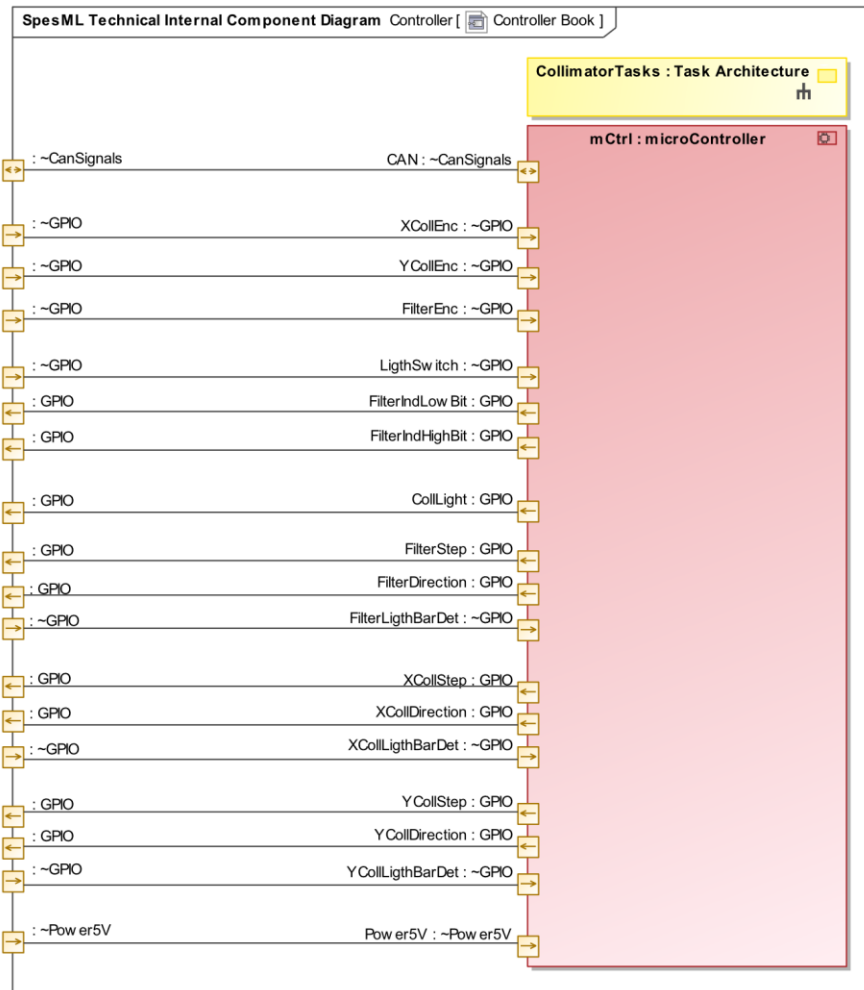 SpesML Technical Internal Component Diagram Controller [ Controller Book ]
CollimatorTasks : Task Architecture
mCtrl : microController
: ~CanSignals CAN : ~CanSignals
: ~GPIO XCollEnc : ~GPIO
: ~GPIO YCollEnc : ~GPIO
: ~GPIO FilterEnc : ~GPIO
: ~GPIO LigthSwitch : ~GPIO
: GPIO FilterIndLowBit : GPIO
: GPIO FilterIndHighBit : GPIO
: GPIO CollLight : GPIO
: GPIO FilterStep : GPIO
: GPIO FilterDirection : GPIO
: ~GPIO FilterLigthBarDet : ~GPIO
: GPIO XCollStep : GPIO
: GPIO XCollDirection : GPIO
: ~GPIO XCollLigthBarDet : ~GPIO
: GPIO YCollStep : GPIO
: GPIO YCollDirection : GPIO
: ~GPIO YCollLigthBarDet : ~GPIO
: ~Power5V Power5V : ~Power5V